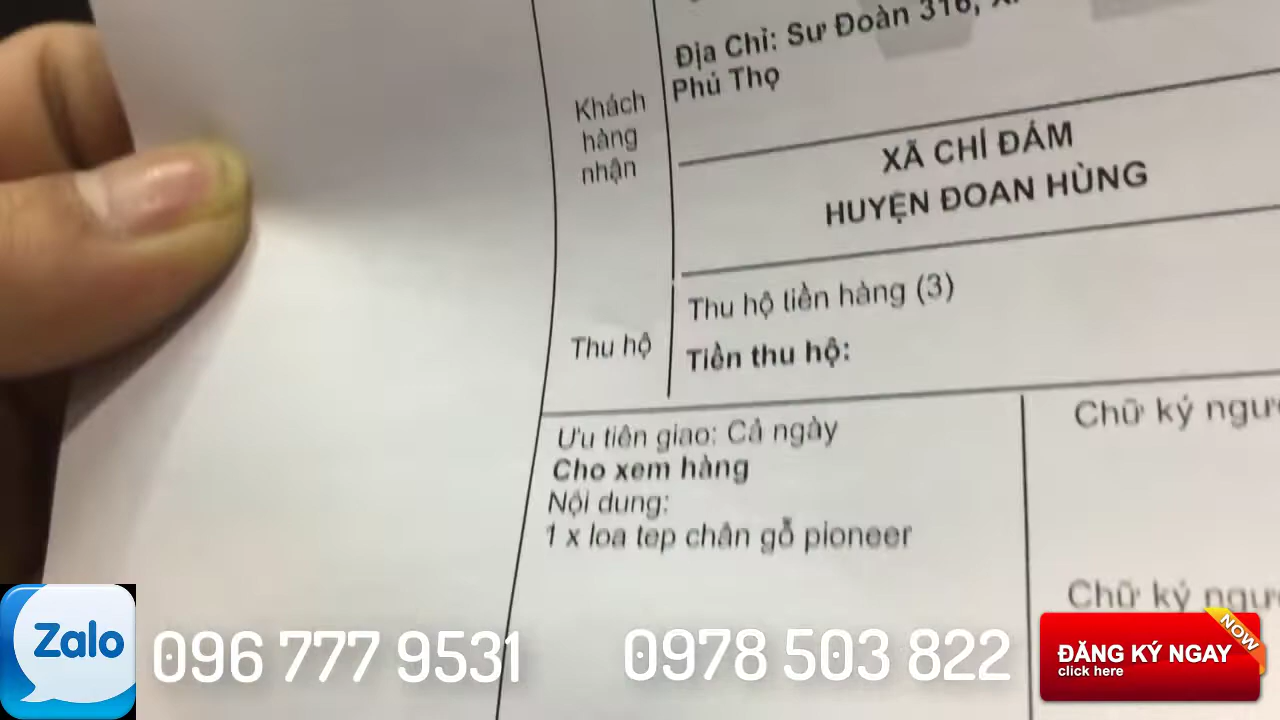 Địa Chỉ: Sư Đoàn 316, X.
Phú Thọ
Khách
hàng
nhận
XÃ CHÍ ĐÁM
HUYỆN ĐOAN HÙNG
Thu hộ tiền hàng (3)
Thu hộ
Tiền thu hộ:
Ưu tiên giao: Cả ngày
Cho xem hàng
Nội dung:
1 x loa tep chân gỗ pioneer
Chữ ký ngườ
Chữ ký ngườ
Zalo
096 777 9531
0978 503 822
NOW
ĐĂNG KÝ NGAY
click here